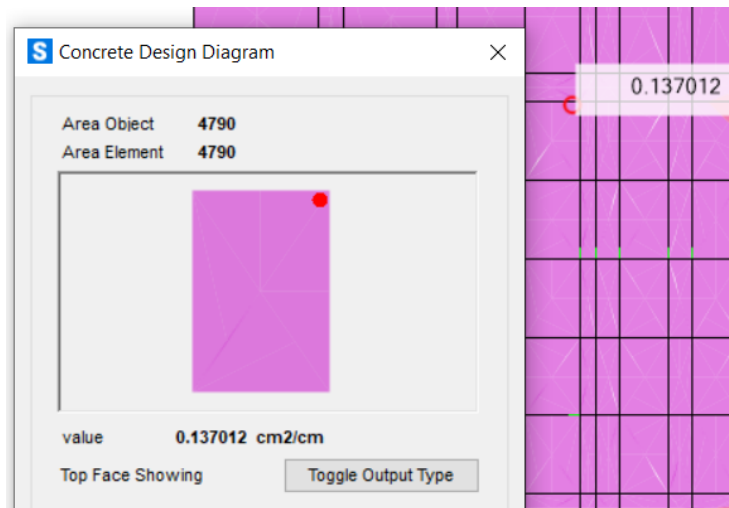 S Concrete Design Diagram
0.137012
Area Object 4790
Area Element 4790
value 0.137012 cm2/cm
Top Face Showing Toggle Output Type